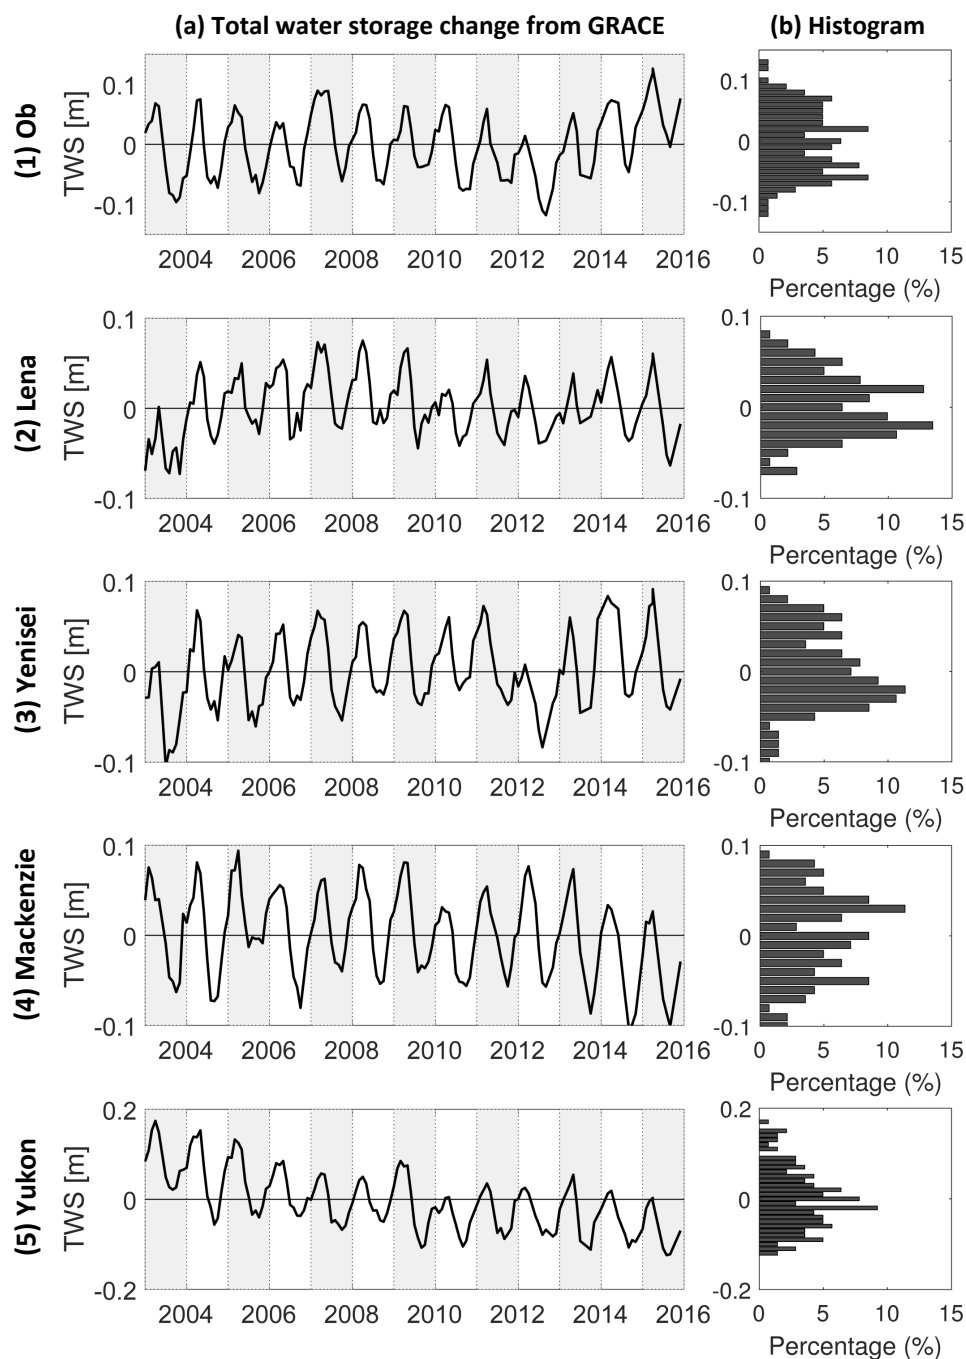 (a) Total water storage change from GRACE
(b) Histogram
(1) Ob
TWS [m]
0.1
0
-0.1
2004 2006 2008 2010 2012 2014 2016
0.1
0
-0.1
0 5 10 15
Percentage (%)
(2) Lena
TWS [m]
0.1
0
-0.1
2004 2006 2008 2010 2012 2014 2016
0.1
0
-0.1
0 5 10 15
Percentage (%)
(3) Yenisei
TWS [m]
0.1
0
-0.1
2004 2006 2008 2010 2012 2014 2016
0.1
0
-0.1
0 5 10 15
Percentage (%)
(4) Mackenzie
TWS [m]
0.1
0
-0.1
2004 2006 2008 2010 2012 2014 2016
0.1
0
-0.1
0 5 10 15
Percentage (%)
(5) Yukon
TWS [m]
0.2
0
-0.2
2004 2006 2008 2010 2012 2014 2016
0.2
0
-0.2
0 5 10 15
Percentage (%)